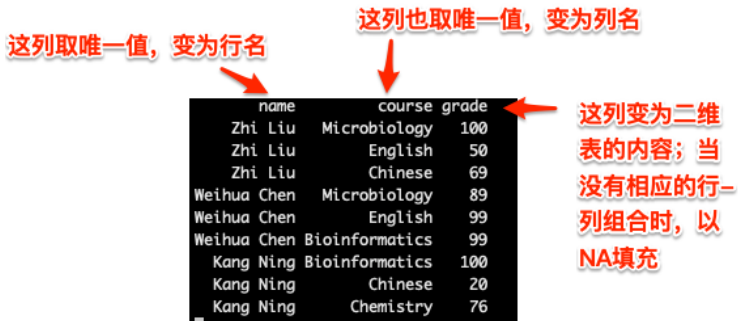 这列也取唯一值，变为列名
这列取唯一值，变为行名
name course grade
Zhi Liu Microbiology 100
Zhi Liu English 50
Zhi Liu Chinese 69
Weihua Chen Microbiology 89
Weihua Chen English 99
Weihua Chen Bioinformatics 99
Kang Ning Bioinformatics 100
Kang Ning Chinese 20
Kang Ning Chemistry 76
这列变为二维
表的内容；当
没有相应的行-
列组合时，以
NA填充